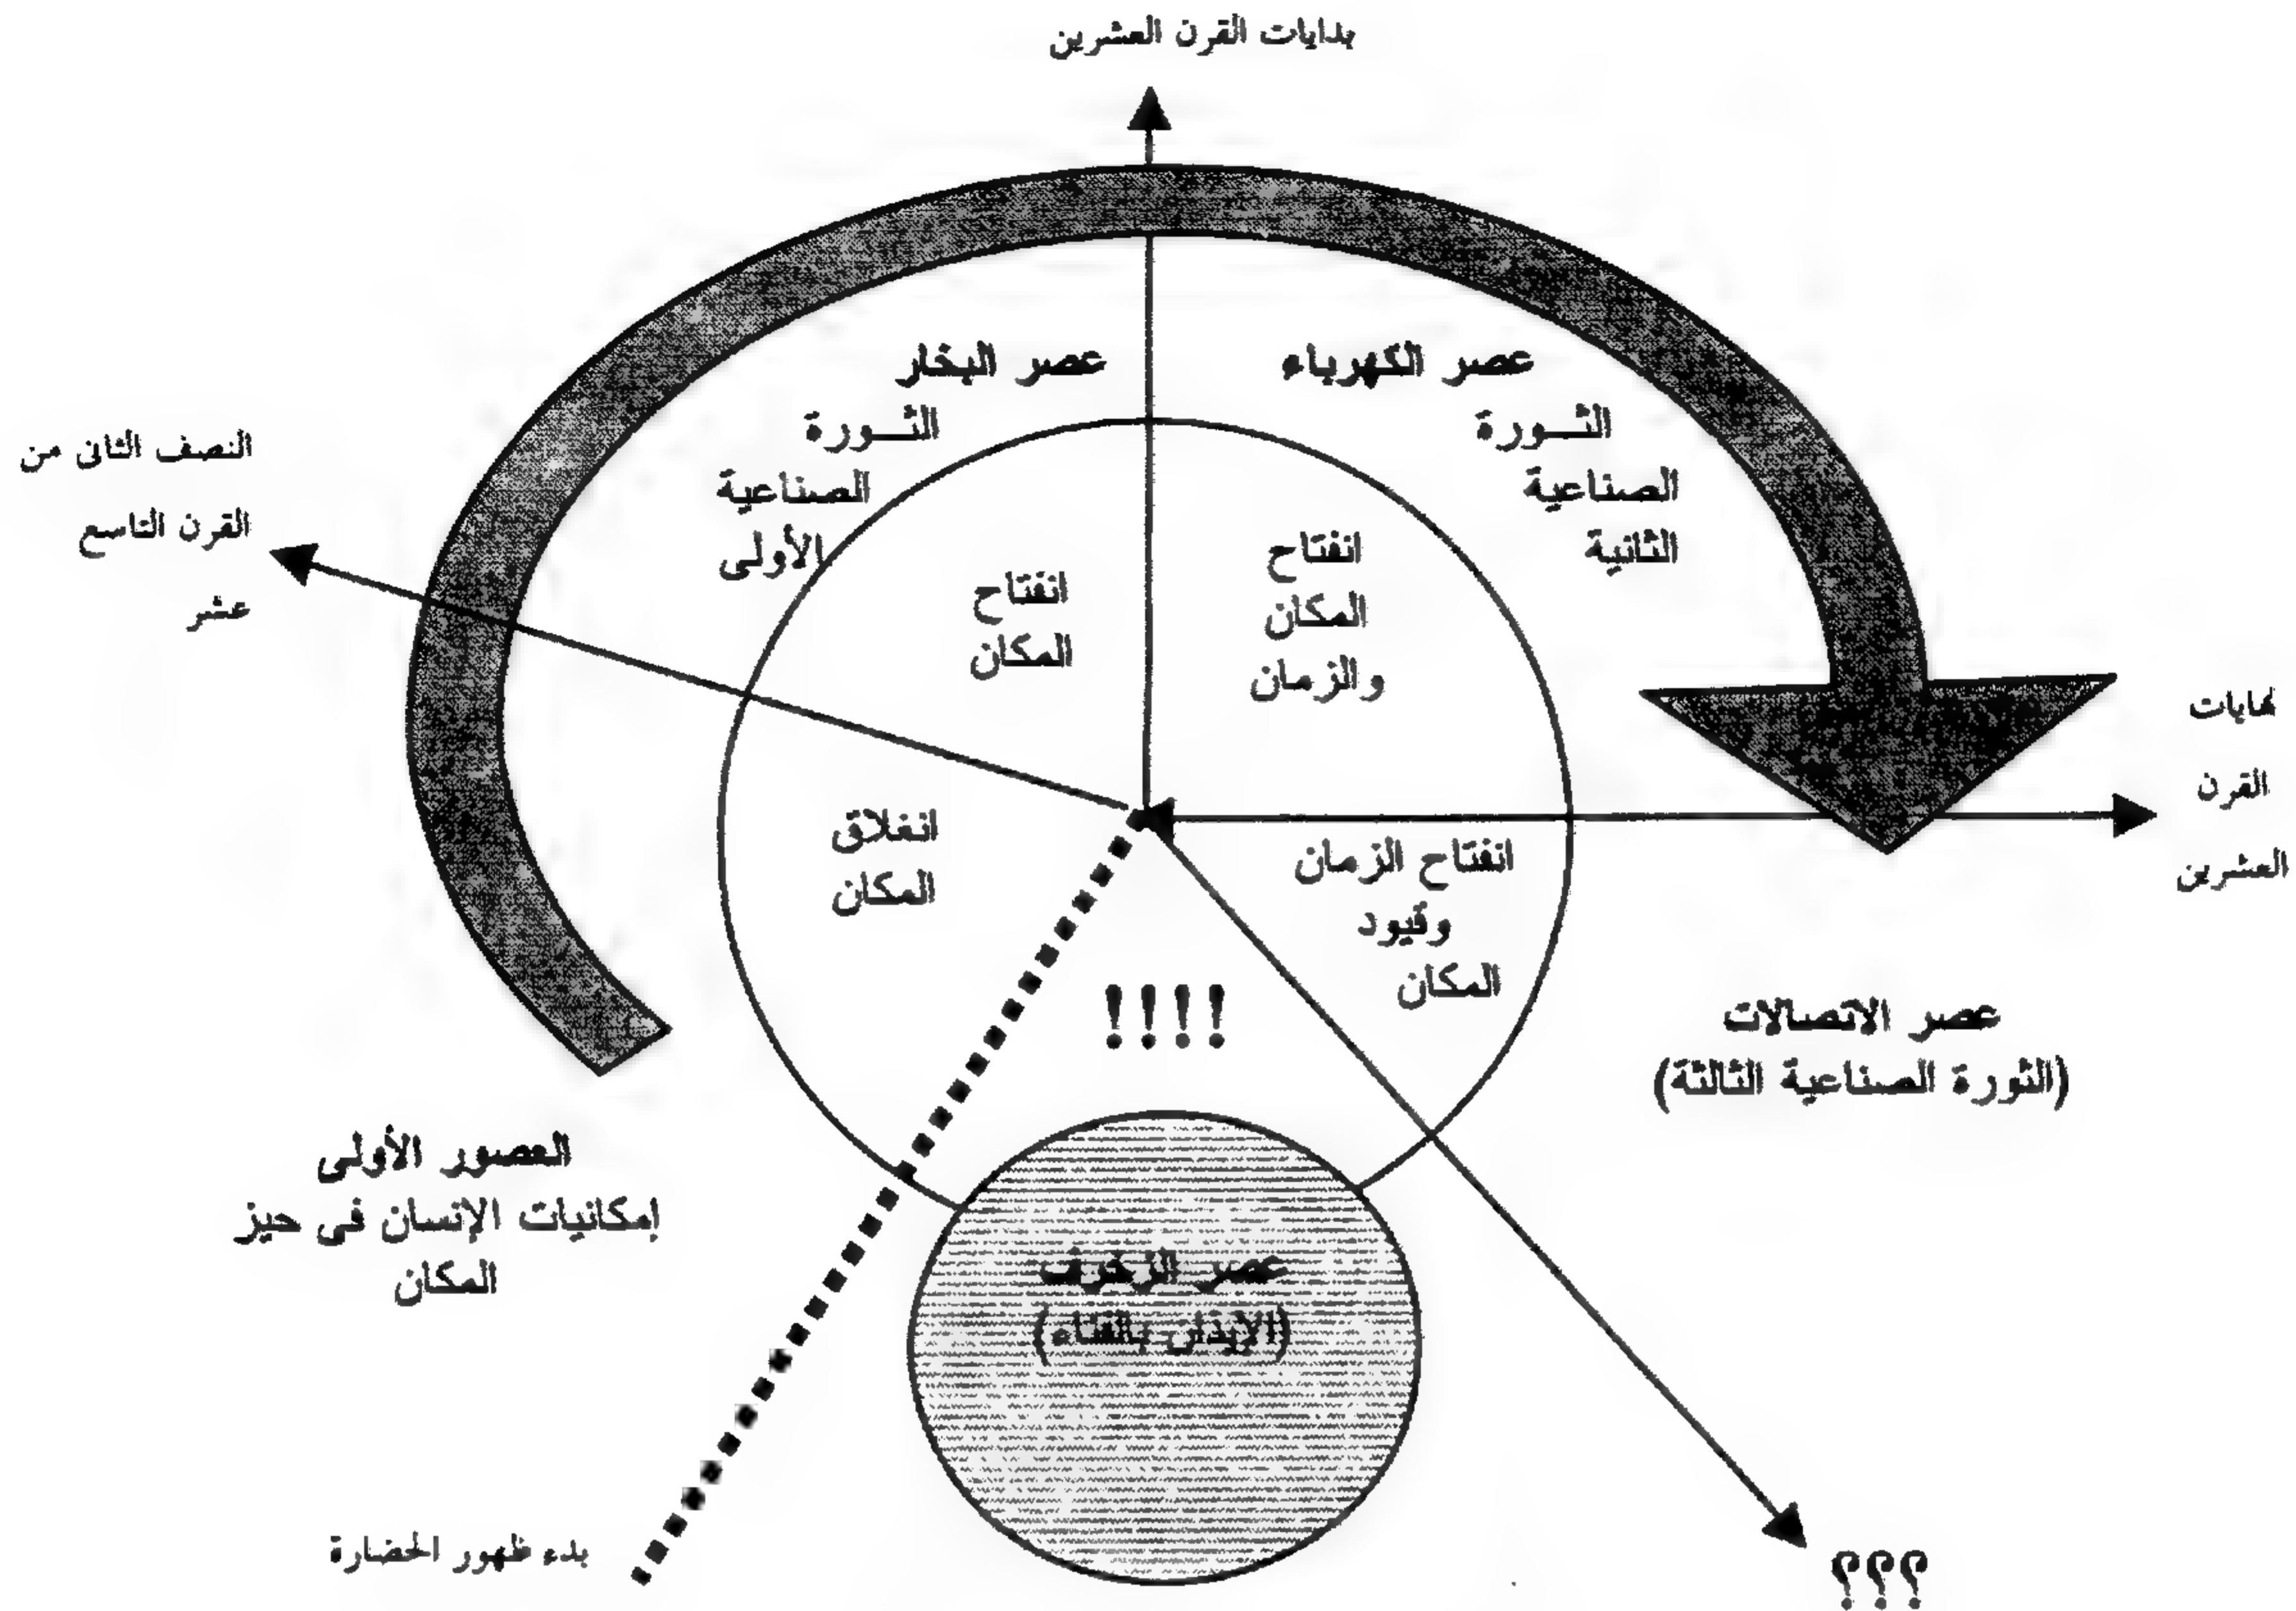 بدايات القرن العشرين
عصر الكهرباء
الثــورة
الصناعية
الثانية
عصر البخار
الثــورة
الصناعية
الأولى
النصف الثانى من
القرن التاسع
عشر
انفتاح
المكان
والزمان
انفتاح
المكان
نهايات
القرن
العشرين
انغلاق
المكان
انفتاح الزمان
وقيود
المكان
!!!!
عصر الاتصالات
(الثورة الصناعية الثالثة)
العصور الأولى
إمكانيات الإنسان فى حيز
المكان
عصر الزخرف
(الإيذان بالفناء)
بدء ظهور الحضارة
؟؟؟